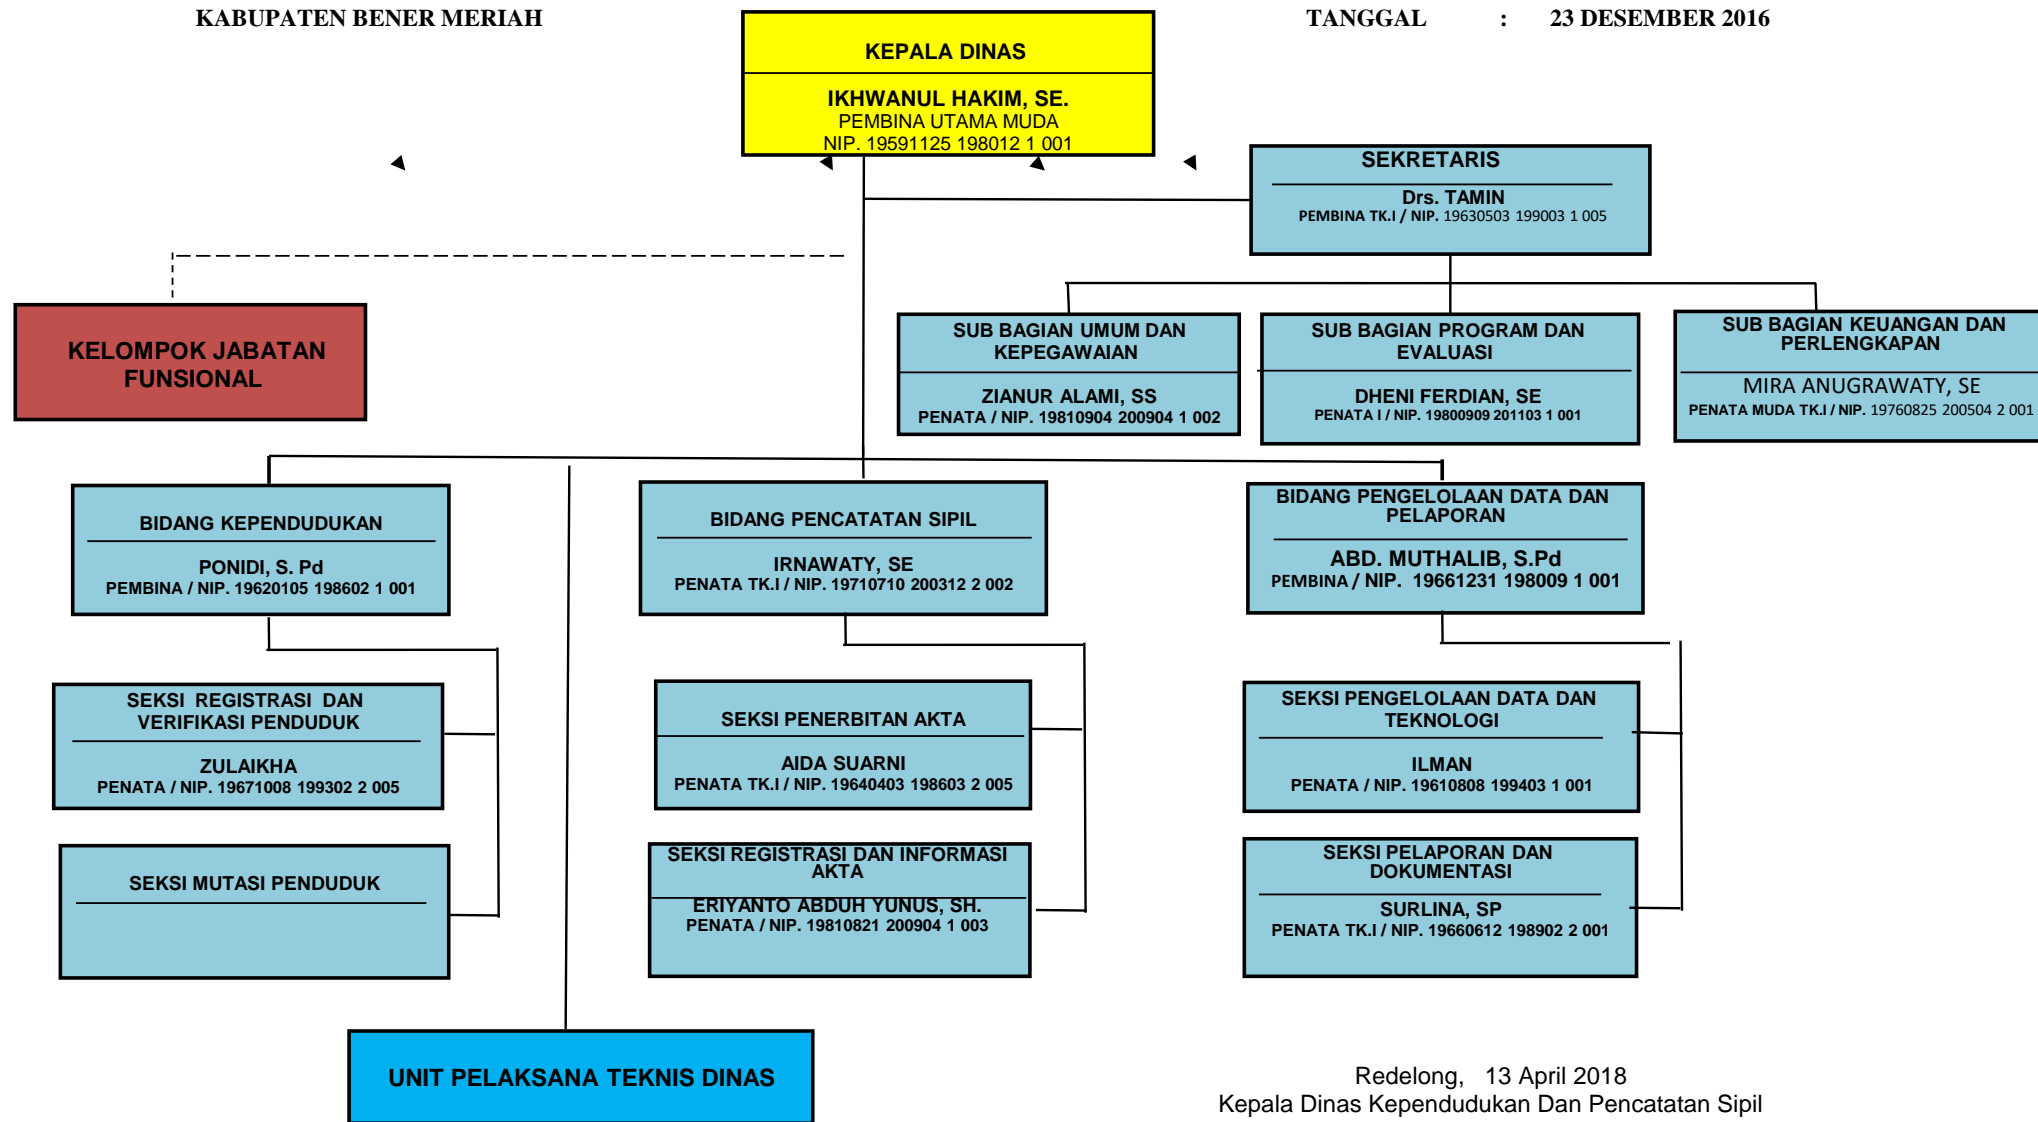 KABUPATEN BENER MERIAH
TANGGAL : 23 DESEMBER 2016
KEPALA DINAS
IKHWANUL HAKIM, SE.
PEMBINA UTAMA MUDA
NIP. 19591125 198012 1 001
SEKRETARIS
Drs. TAMIN
PEMBINA TK.I / NIP. 19630503 199003 1 005
KELOMPOK JABATAN
FUNSIONAL
SUB BAGIAN UMUM DAN
KEPEGAWAIAN
ZIANUR ALAMI, SS
PENATA / NIP. 19810904 200904 1 002
SUB BAGIAN PROGRAM DAN
EVALUASI
DHENI FERDIAN, SE
PENATA I / NIP. 19800909 201103 1 001
SUB BAGIAN KEUANGAN DAN
PERLENGKAPAN
MIRA ANUGRAWATY, SE
PENATA MUDA TK.I / NIP. 19760825 200504 2 001
BIDANG KEPENDUDUKAN
PONIDI, S. Pd
PEMBINA / NIP. 19620105 198602 1 001
BIDANG PENCATATAN SIPIL
IRNAWATY, SE
PENATA TK.I / NIP. 19710710 200312 2 002
BIDANG PENGELOLAAN DATA DAN
PELAPORAN
ABD. MUTHALIB, S.Pd
PEMBINA / NIP. 19661231 198009 1 001
SEKSI REGISTRASI DAN
VERIFIKASI PENDUDUK
ZULAIKHA
PENATA / NIP. 19671008 199302 2 005
SEKSI PENERBITAN AKTA
AIDA SUARNI
PENATA TK.I / NIP. 19640403 198603 2 005
SEKSI PENGELOLAAN DATA DAN
TEKNOLOGI
ILMAN
PENATA / NIP. 19610808 199403 1 001
SEKSI MUTASI PENDUDUK
SEKSI REGISTRASI DAN INFORMASI
AKTA
ERIYANTO ABDUH YUNUS, SH.
PENATA / NIP. 19810821 200904 1 003
SEKSI PELAPORAN DAN
DOKUMENTASI
SURLINA, SP
PENATA TK.I / NIP. 19660612 198902 2 001
UNIT PELAKSANA TEKNIS DINAS
Redelong, 13 April 2018
Kepala Dinas Kependudukan Dan Pencatatan Sipil